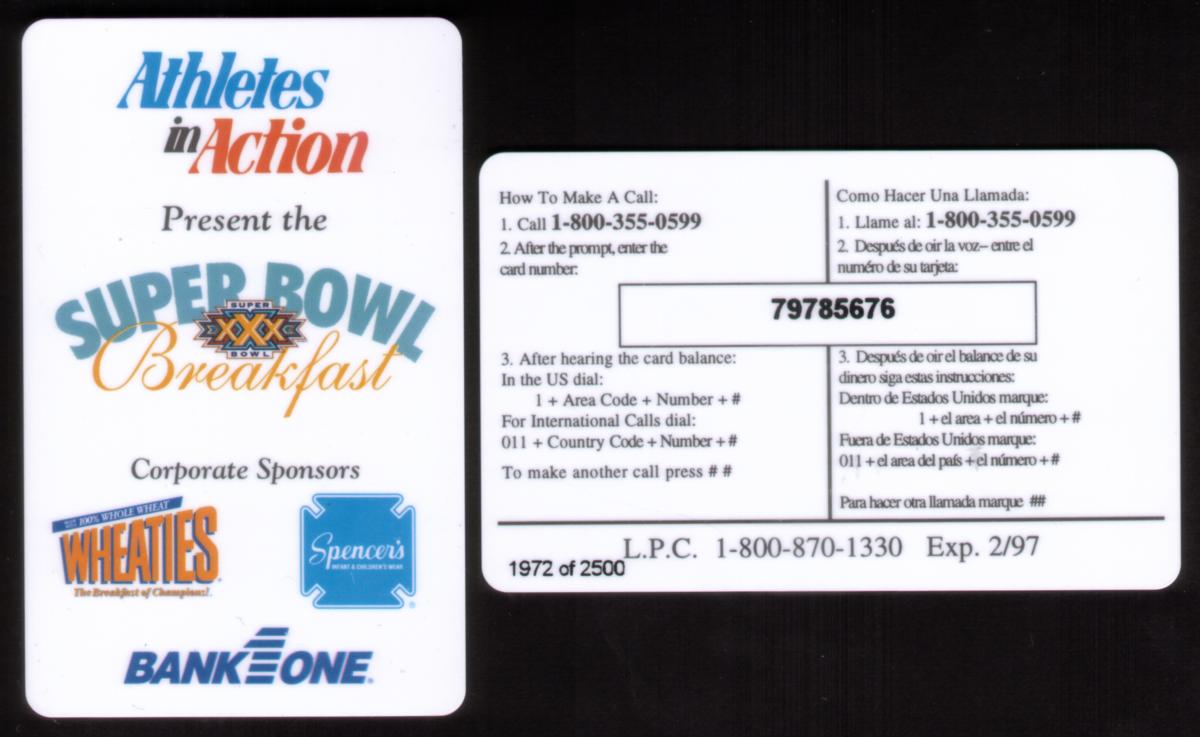 Athletes
in Action
Present the
SUPER BOWL
SUPER
XXX
BOWL
Breakfast
Corporate Sponsors
100% WHOLE WHEAT
WHEATIES
The Breakfast of Champions!
Spencer's
INFANT & CHILDREN'S WEAR
BANK ONE
How To Make A Call:
1. Call 1-800-355-0599
2. After the prompt, enter the
card number:
Como Hacer Una Llamada:
1. Llame al: 1-800-355-0599
2. Después de oir la voz– entre el
numéro de su tarjeta:
79785676
3. After hearing the card balance:
In the US dial:
1 + Area Code + Number + #
For International Calls dial:
011 + Country Code + Number + #
To make another call press # #
3. Después de oir el balance de su
dinero siga estas instrucciones:
Dentro de Estados Unidos marque:
1 + el area + el número + #
Fuera de Estados Unidos marque:
011 + el area del país + el número + #
Para hacer otra llamada marque ##
L.P.C. 1-800-870-1330 Exp. 2/97
1972 of 2500